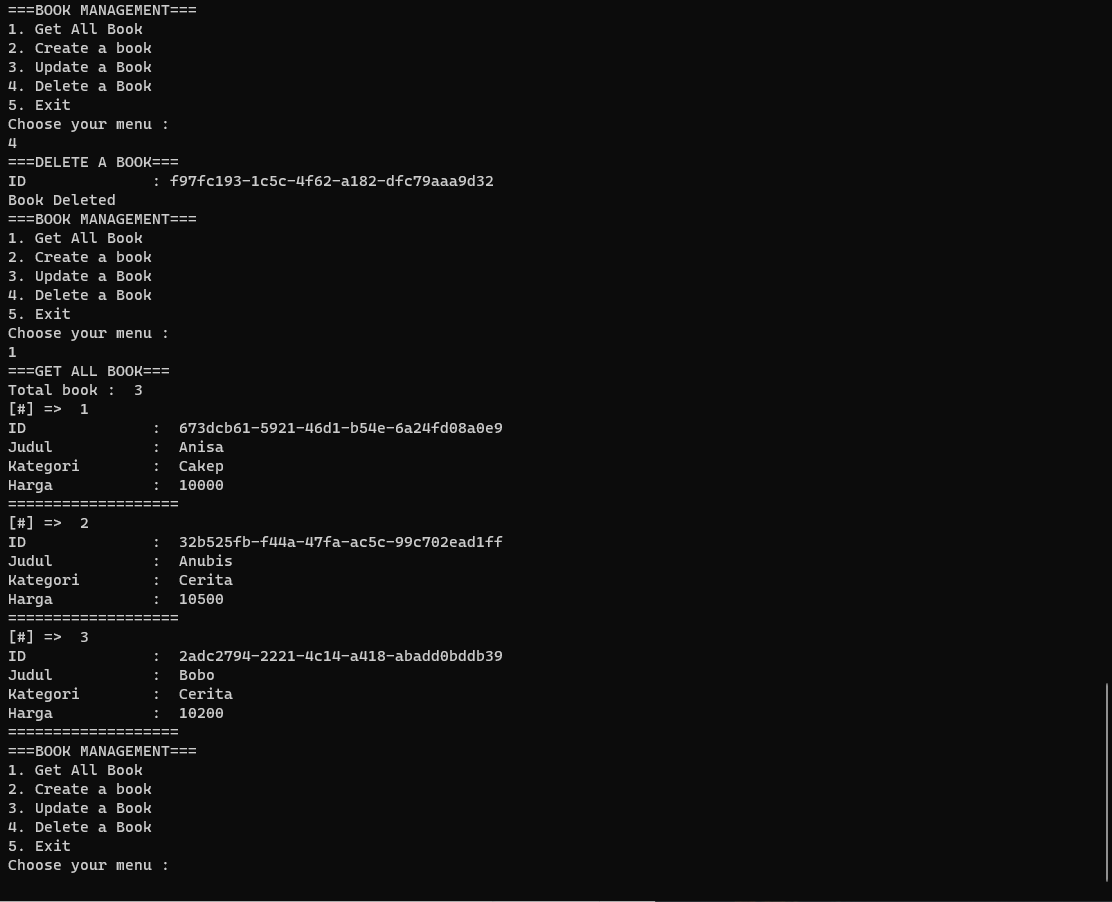 ===BOOK MANAGEMENT===
1. Get All Book
2. Create a book
3. Update a Book
4. Delete a Book
5. Exit
Choose your menu :
4
===DELETE A BOOK===
ID              : f97fc193-1c5c-4f62-a182-dfc79aaa9d32
Book Deleted
===BOOK MANAGEMENT===
1. Get All Book
2. Create a book
3. Update a Book
4. Delete a Book
5. Exit
Choose your menu :
1
===GET ALL BOOK===
Total book :  3
[#] =>  1
ID              :  673dcb61-5921-46d1-b54e-6a24fd08a0e9
Judul           :  Anisa
Kategori        :  Cakep
Harga           :  10000
===================
[#] =>  2
ID              :  32b525fb-f44a-47fa-ac5c-99c702ead1ff
Judul           :  Anubis
Kategori        :  Cerita
Harga           :  10500
===================
[#] =>  3
ID              :  2adc2794-2221-4c14-a418-abadd0bddb39
Judul           :  Bobo
Kategori        :  Cerita
Harga           :  10200
===================
===BOOK MANAGEMENT===
1. Get All Book
2. Create a book
3. Update a Book
4. Delete a Book
5. Exit
Choose your menu :